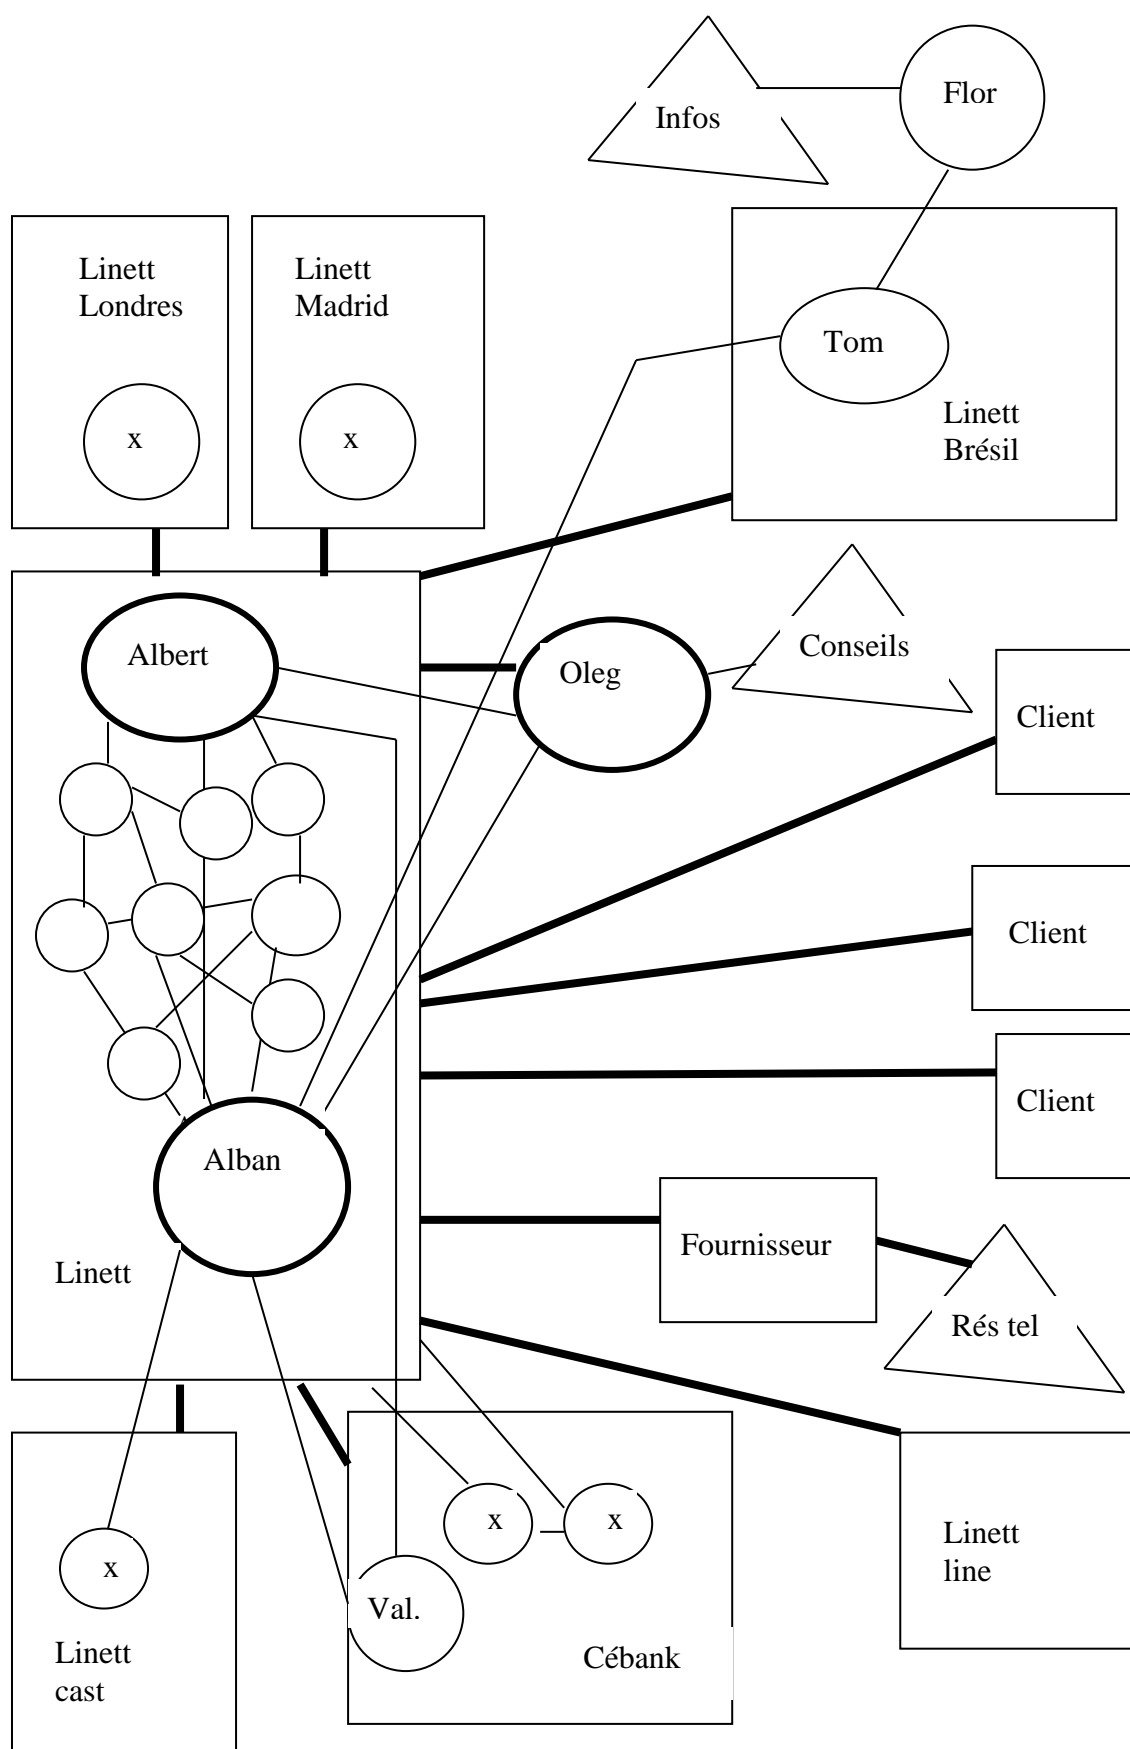 Flor
Infos
Linett
Londres
Linett
Madrid
Tom
Linett
Brésil
x
x
Albert
Oleg
Conseils
Client
Client
Client
Alban
Fournisseur
Linett
Rés tel
x
x
Linett
line
x
Val.
Linett
cast
Cébank